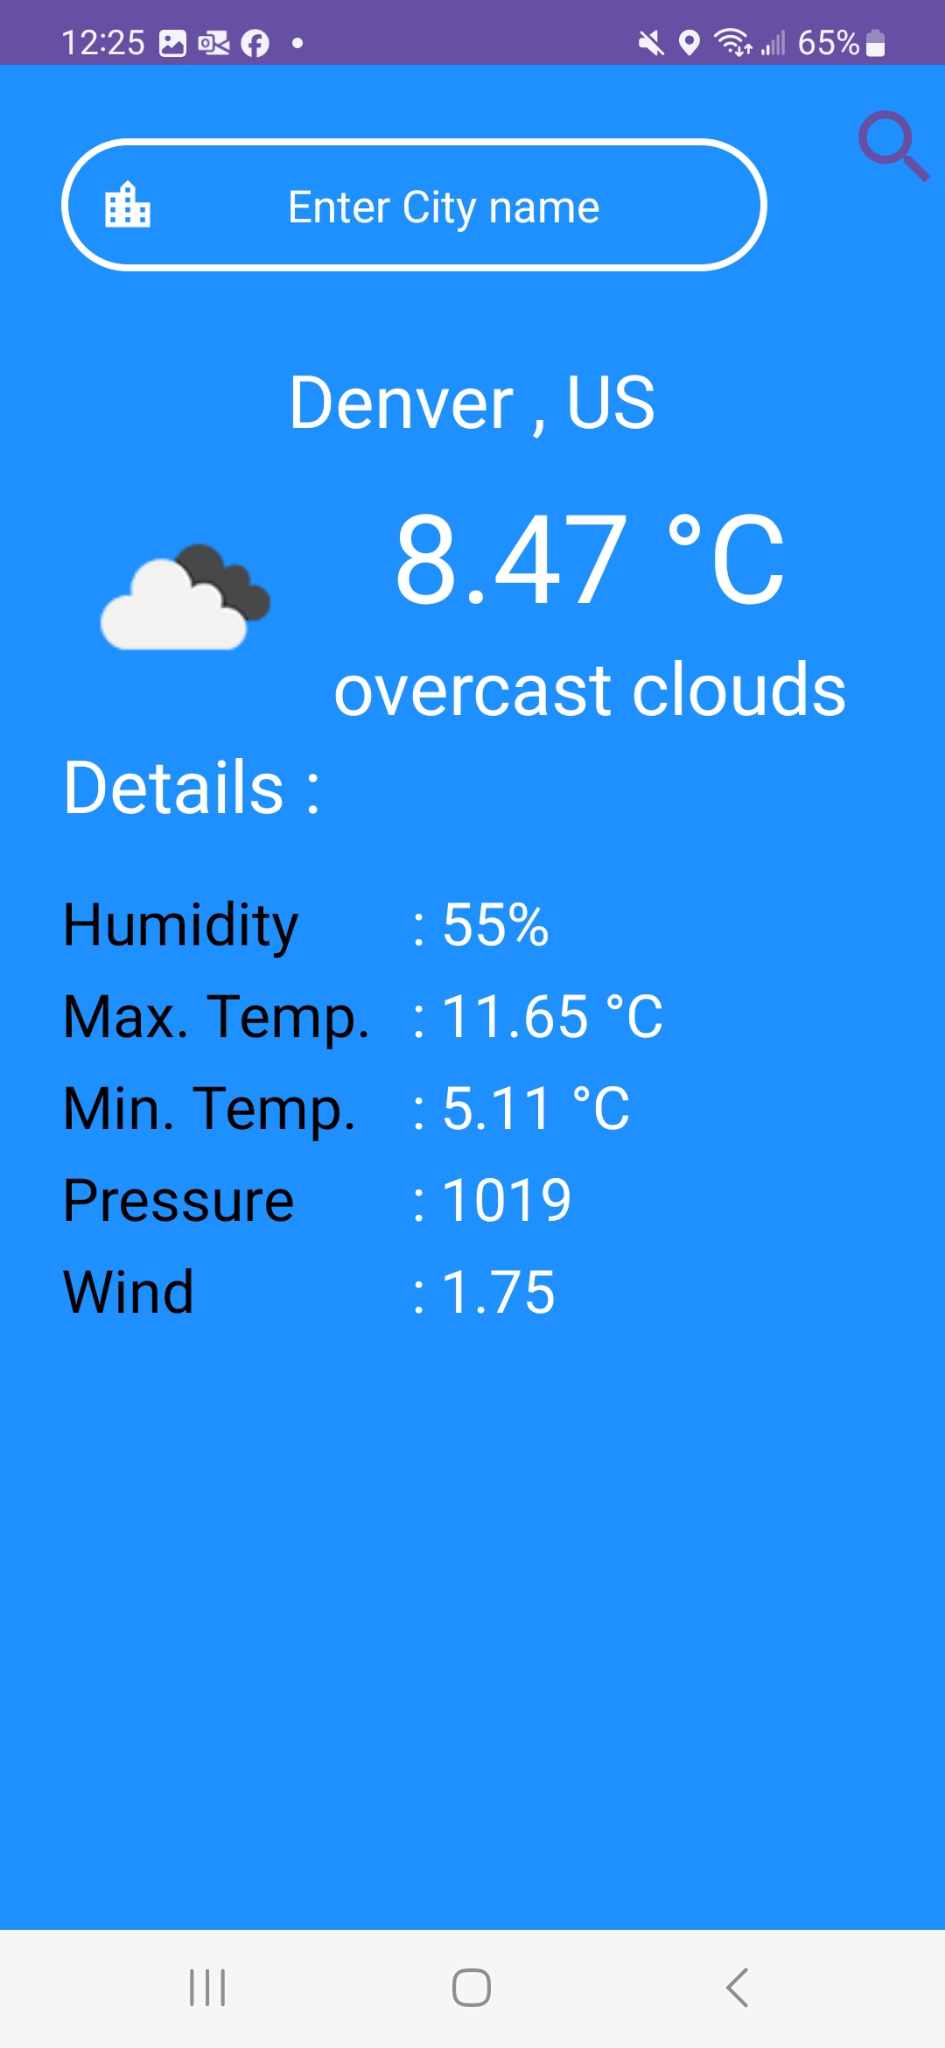 12:25 65%
Enter City name
Denver , US
8.47 °C
overcast clouds
Details :
Humidity : 55%
Max. Temp. : 11.65 °C
Min. Temp. : 5.11 °C
Pressure : 1019
Wind : 1.75